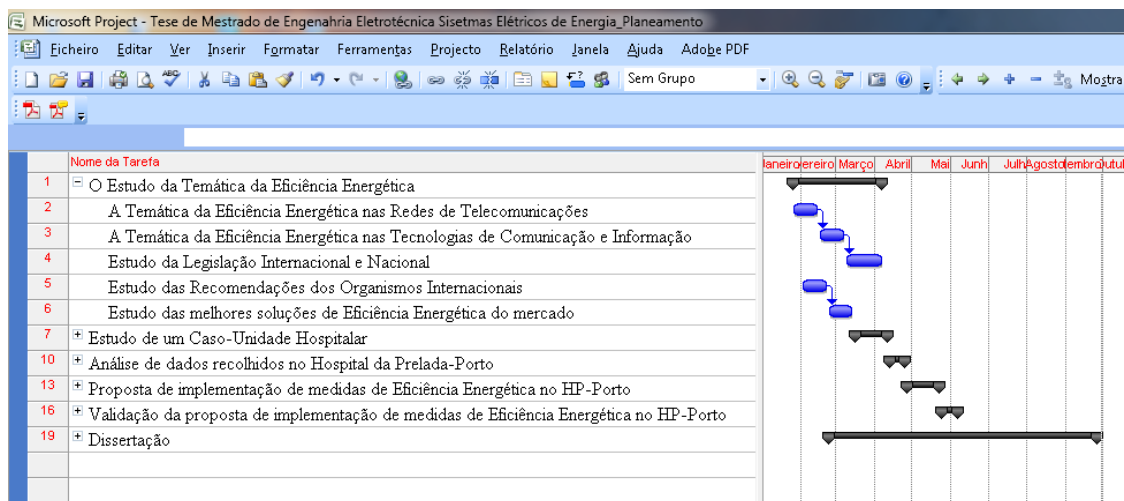 Microsoft Project - Tese de Mestrado de Engenahria Eletrotécnica Sisetmas Elétricos de Energia_Planeamento
Ficheiro Editar Ver Inserir Formatar Ferramentas Projecto Relatório Janela Ajuda Adobe PDF
Sem Grupo Mostra
Nome da Tarefa Janeiro ereiro Março Abril Mai Junh Julh Agosto embro Outul
1 O Estudo da Temática da Eficiência Energética
2 A Temática da Eficiência Energética nas Redes de Telecomunicações
3 A Temática da Eficiência Energética nas Tecnologias de Comunicação e Informação
4 Estudo da Legislação Internacional e Nacional
5 Estudo das Recomendações dos Organismos Internacionais
6 Estudo das melhores soluções de Eficiência Energética do mercado
7 Estudo de um Caso-Unidade Hospitalar
10 Análise de dados recolhidos no Hospital da Prelada-Porto
13 Proposta de implementação de medidas de Eficiência Energética no HP-Porto
16 Validação da proposta de implementação de medidas de Eficiência Energética no HP-Porto
19 Dissertação